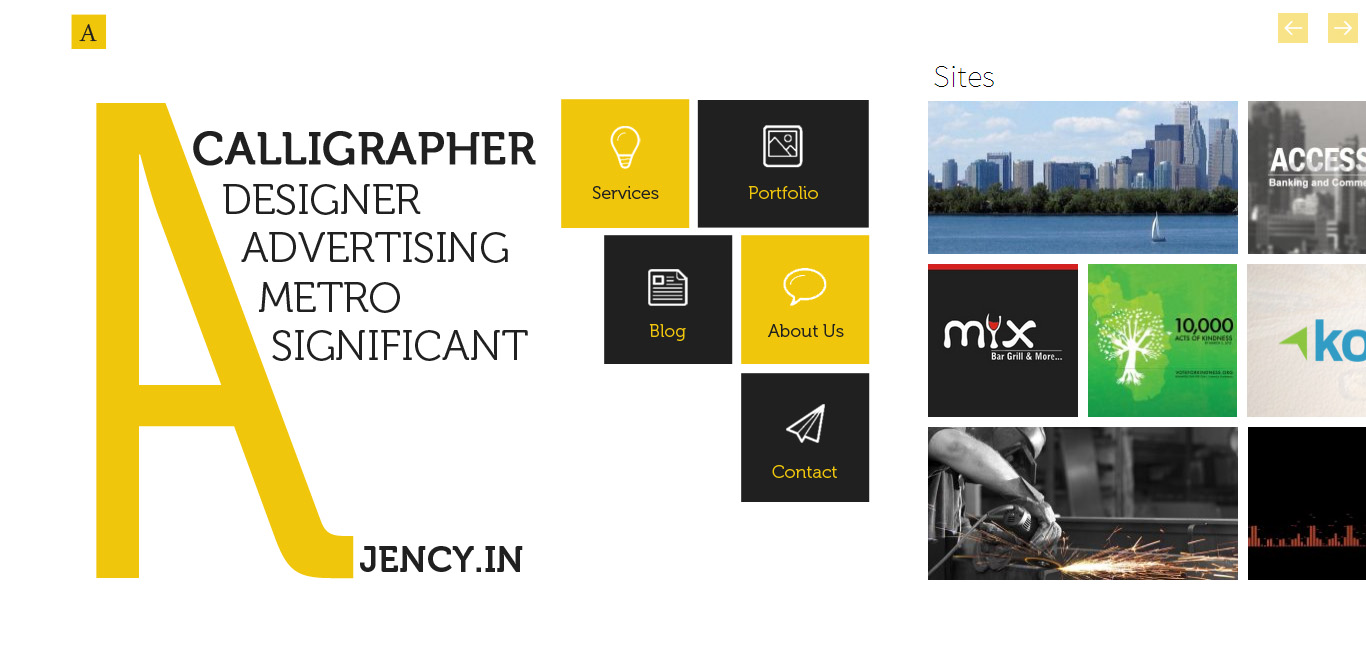 A
CALLIGRAPHER
DESIGNER
ADVERTISING
METRO
SIGNIFICANT
A
JENCY.IN
Services
Portfolio
Blog
About Us
Contact
Sites
ACCESS
Banking and Comme
mix
Bar Grill & More...
10,000
ACTS OF KINDNESS
ko